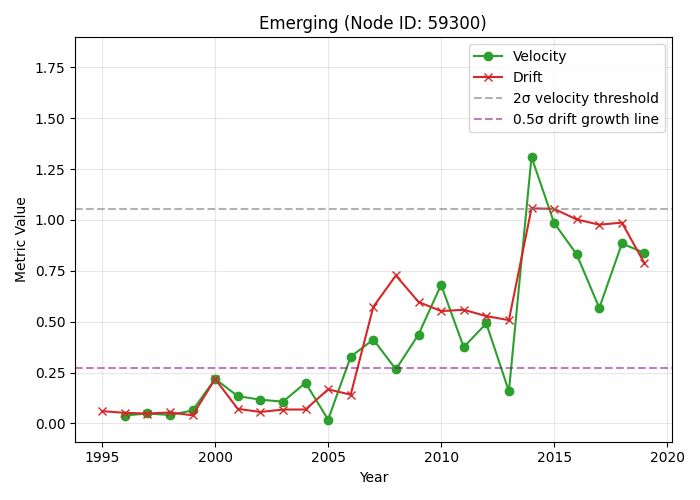 Emerging (Node ID: 59300)
Velocity
Drift
2σ velocity threshold
0.5σ drift growth line
Metric Value
1.75
1.50
1.25
1.00
0.75
0.50
0.25
0.00
1995
2000
2005
2010
2015
2020
Year